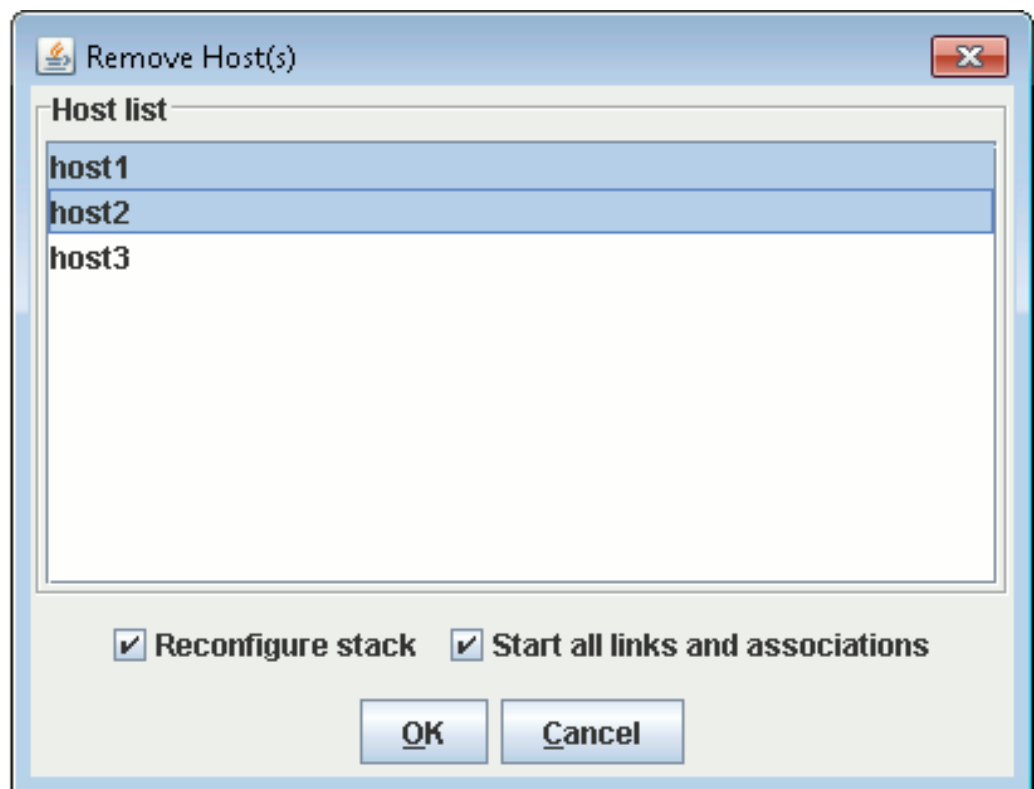 Remove Host(s)
Host list
host1
host2
host3
Reconfigure stack Start all links and associations
OK Cancel